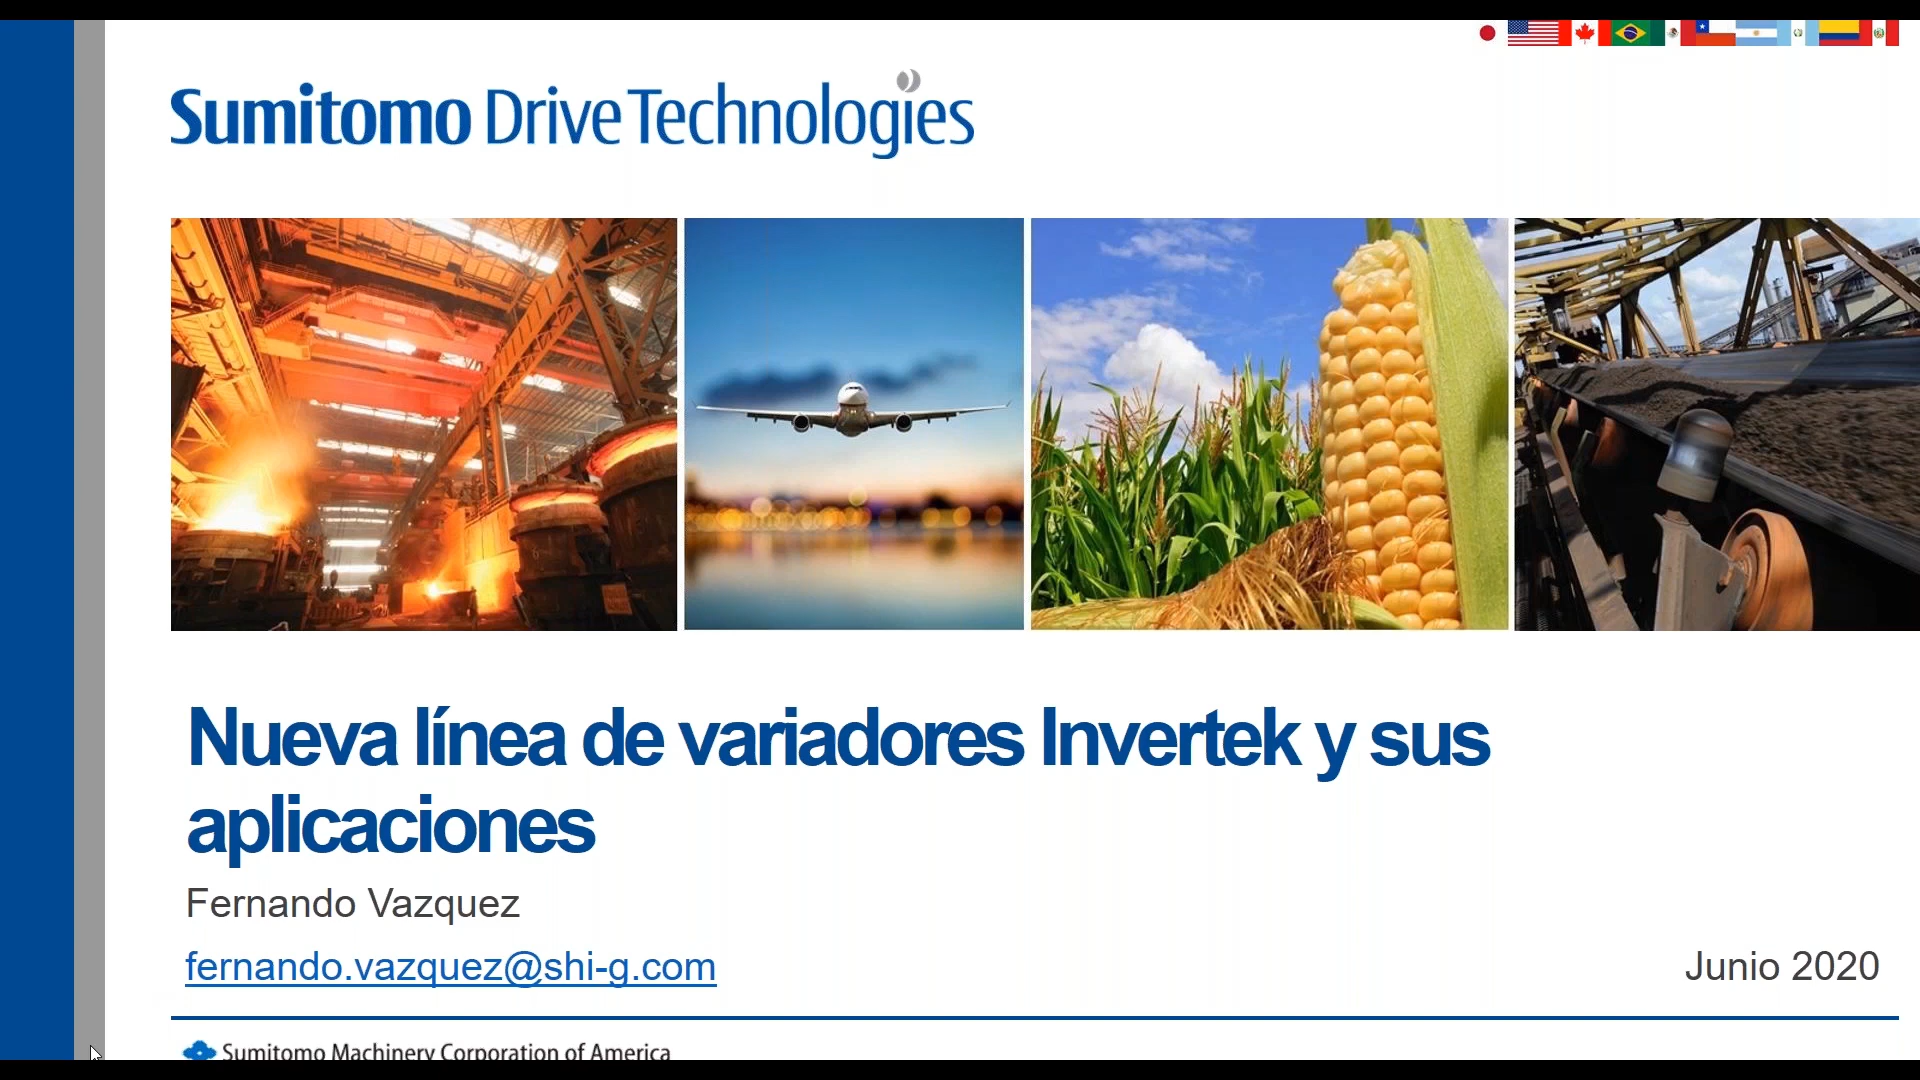 Sumitomo Drive Technologies
Nueva línea de variadores Invertek y sus
aplicaciones
Fernando Vazquez
fernando.vazquez@shi-g.com
Junio 2020
Sumitomo Machinery Corporation of America